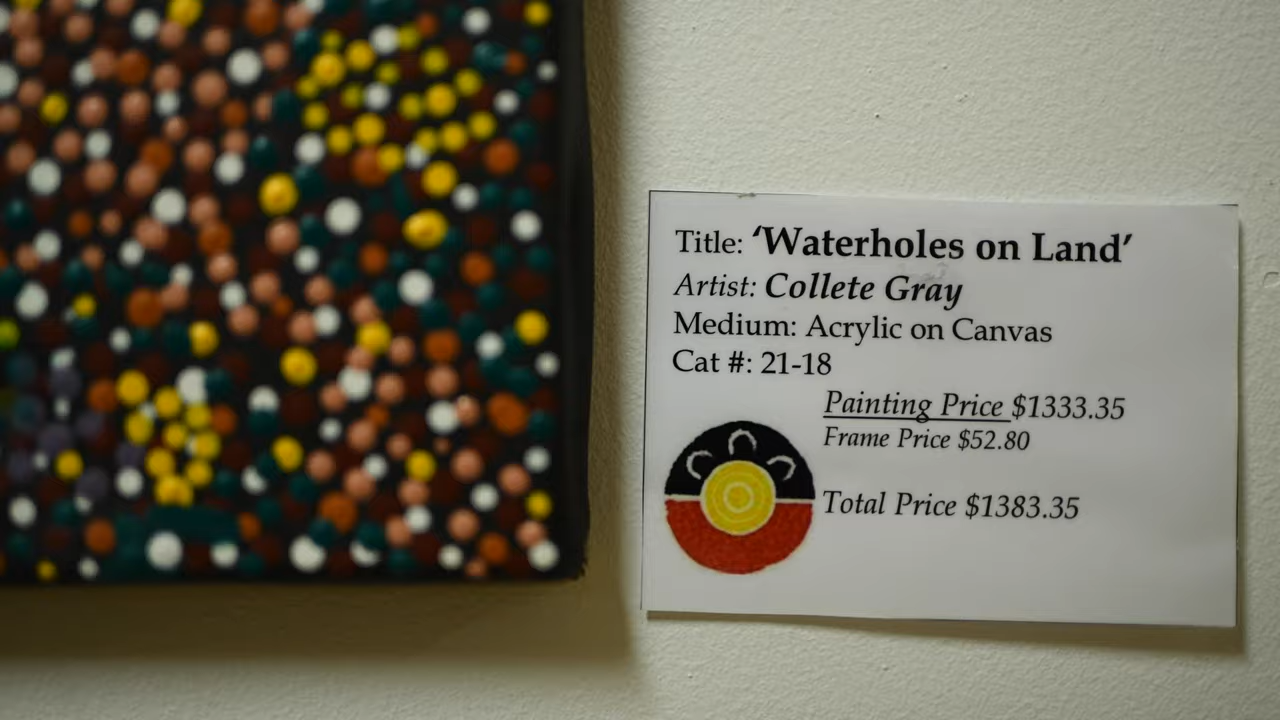 Title: ‘Waterholes on Land’
Artist: Collete Gray
Medium: Acrylic on Canvas
Cat #: 21-18
Painting Price $1333.35
Frame Price $52.80
Total Price $1383.35